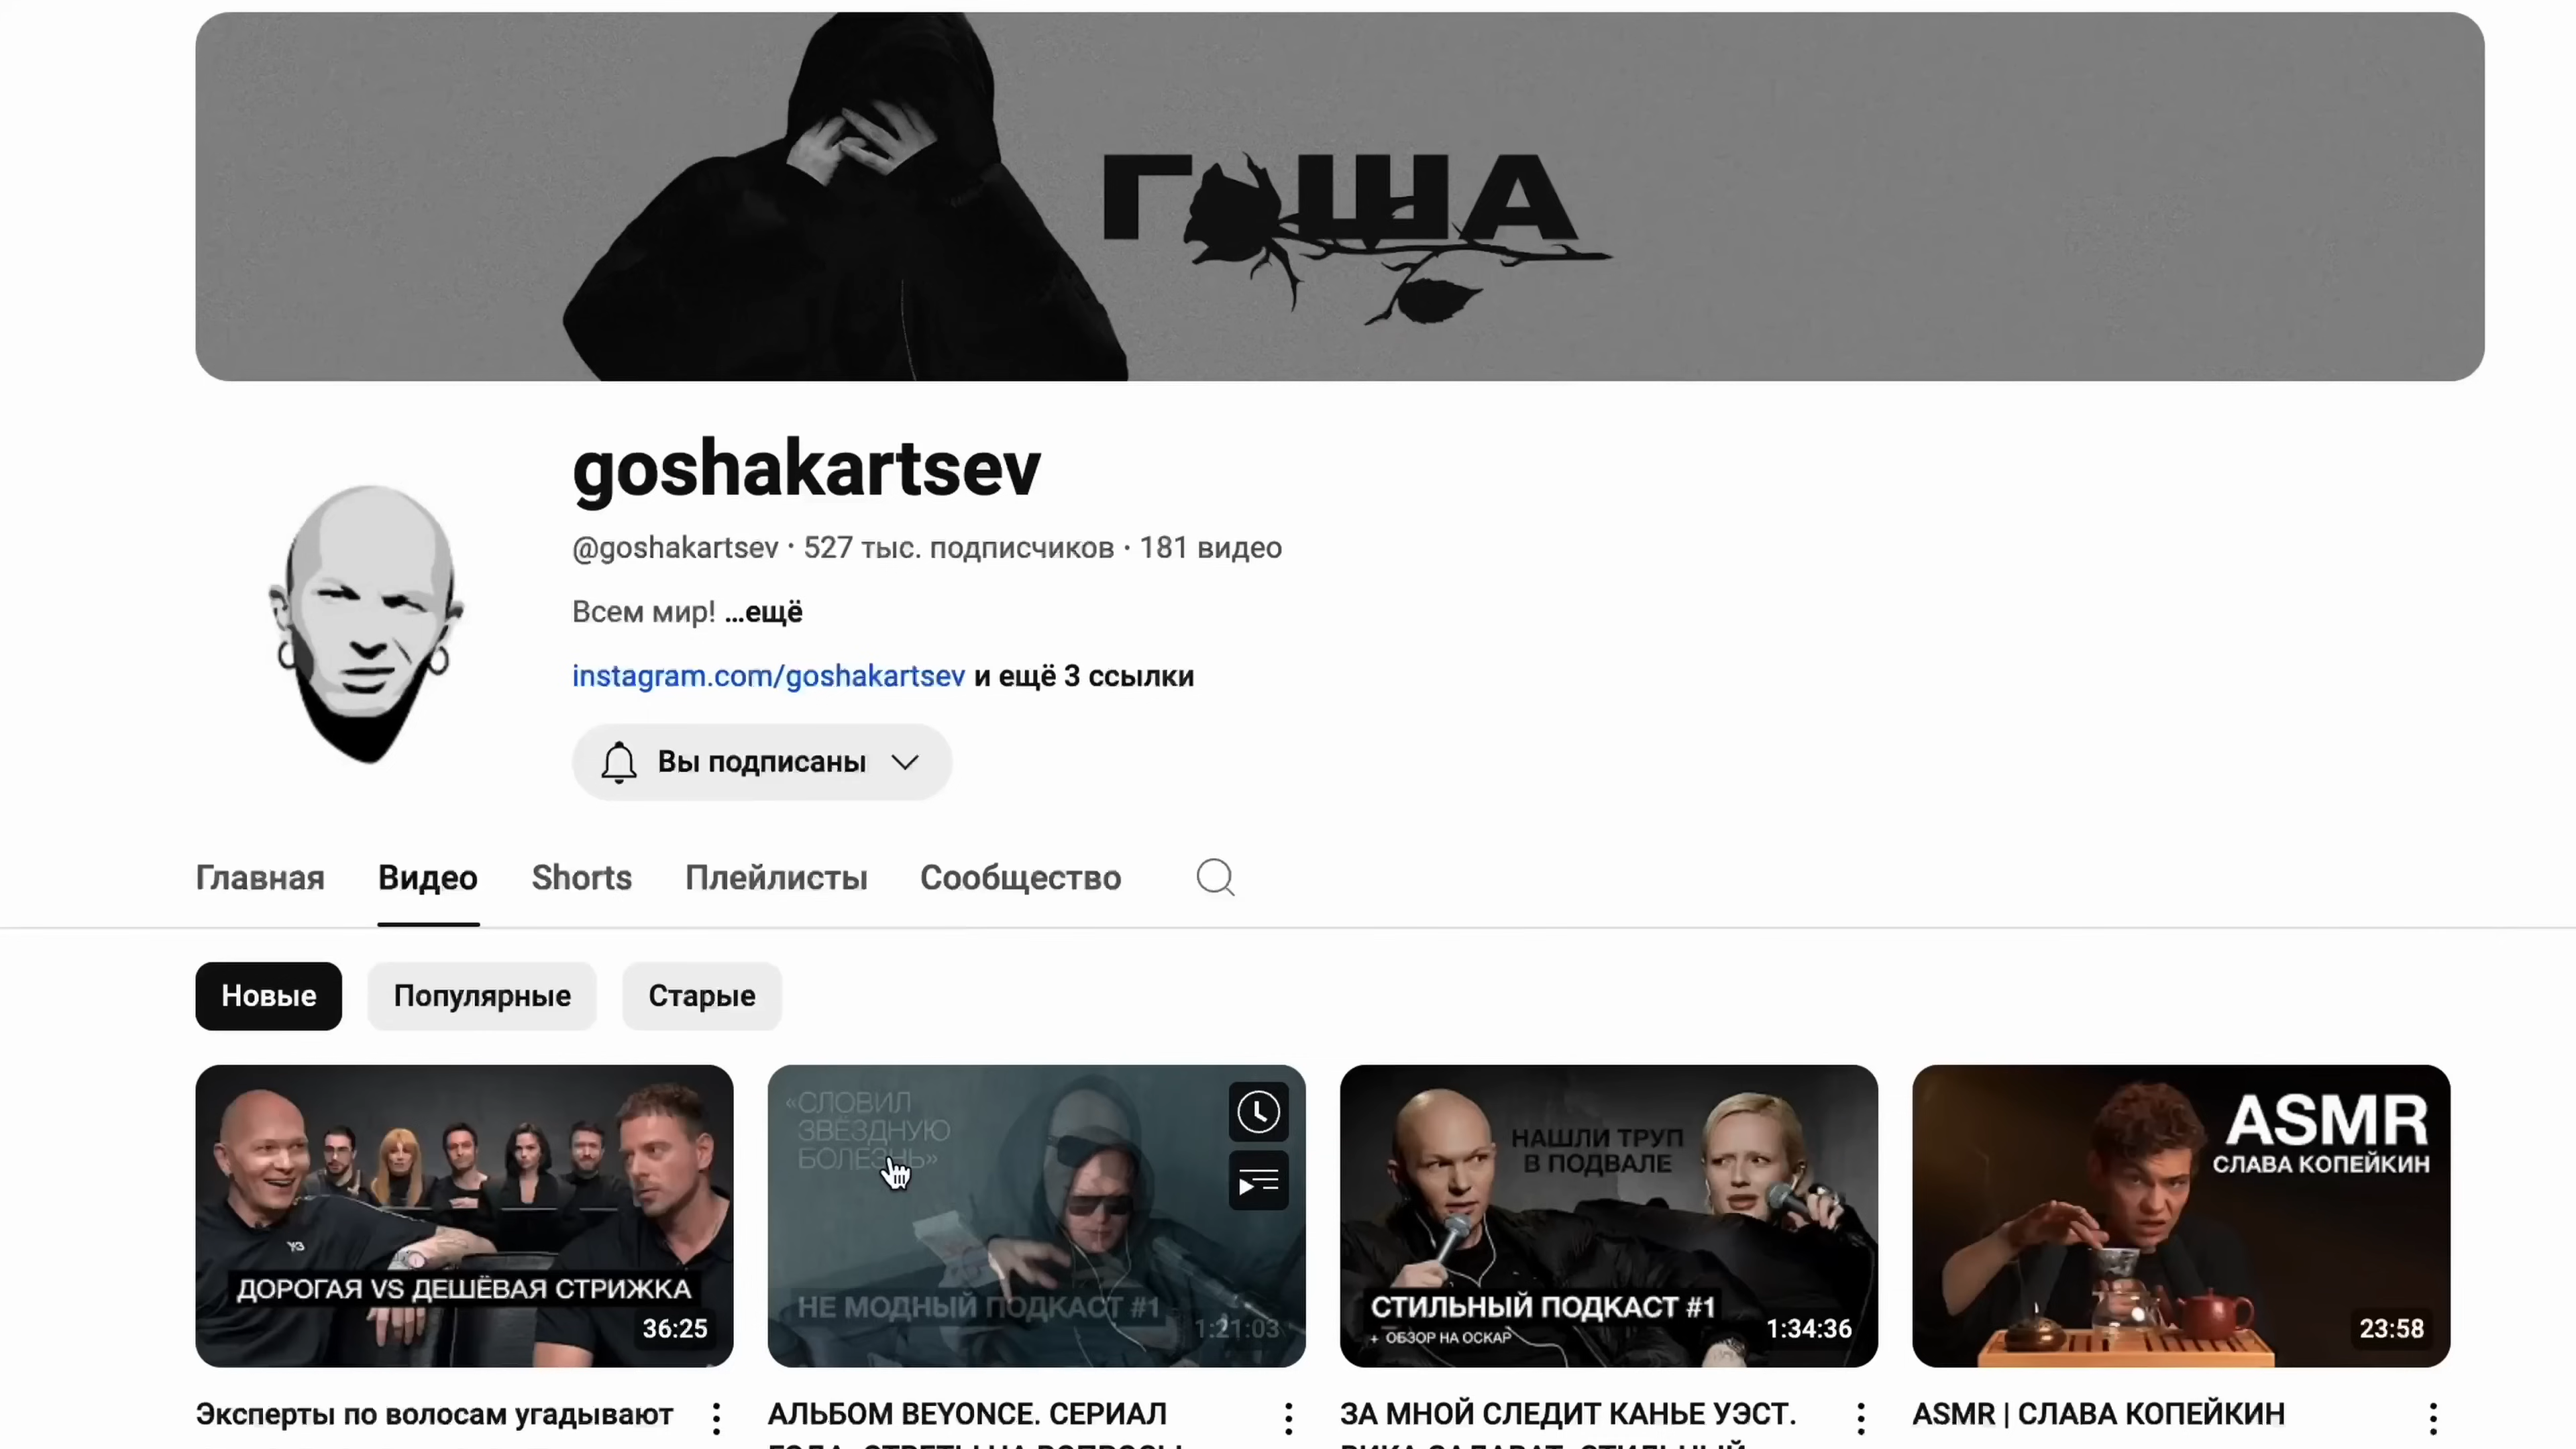 ГОША
goshakartsev
@goshakartsev · 527 тыс. подписчиков · 181 видео
Всем мир! ...ещё
instagram.com/goshakartsev и ещё 3 ссылки
Вы подписаны
Главная Видео Shorts Плейлисты Сообщество
Новые Популярные Старые
УЗ
ДОРОГАЯ VS ДЕШЁВАЯ СТРИЖКА
36:25
«СЛОВИЛ
ЗВЁЗДНУЮ
БОЛЕЗНЬ»
НЕ МОДНЫЙ ПОДКАСТ #1
1:21:03
НАШЛИ ТРУП
В ПОДВАЛЕ
СТИЛЬНЫЙ ПОДКАСТ #1
+ ОБЗОР НА ОСКАР
1:34:36
ASMR
СЛАВА КОПЕЙКИН
23:58
Эксперты по волосам угадывают
АЛЬБОМ BEYONCE. СЕРИАЛ
ЗА МНОЙ СЛЕДИТ КАНЬЕ УЭСТ.
ASMR | СЛАВА КОПЕЙКИН